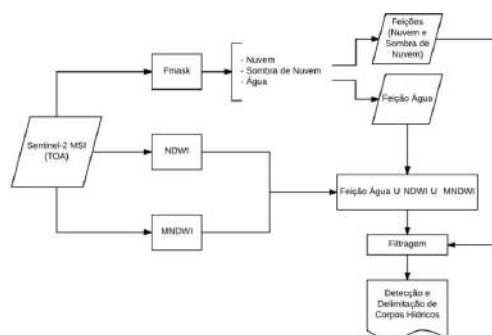 Feições
(Nuvem e
Sombra de
Nuvem)
Fmask
- Nuvem
- Sombra de Nuvem
- Água
Feição Água
Sentinel-2 MSI
(TOA)
NDWI
MNDWI
Feição Água U NDWI U MNDWI
Filtragem
Detecção e
Delimitação de
Corpos Hídricos